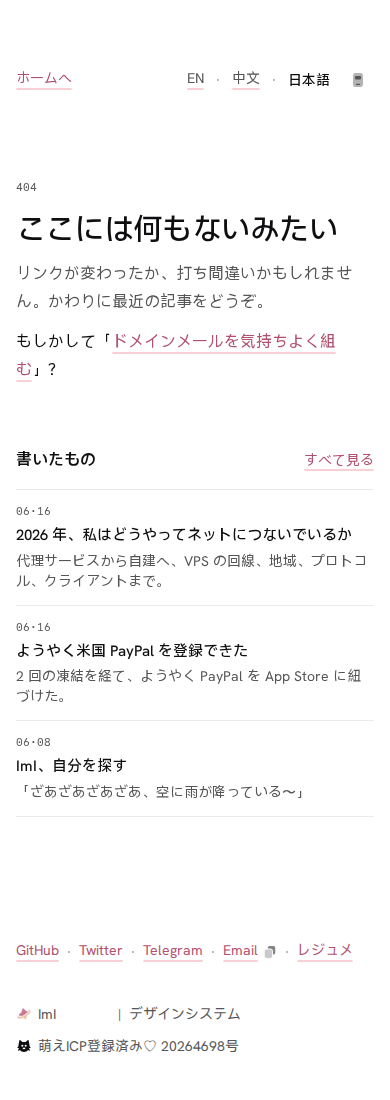 ホームへ EN · 中文 · 日本語
404
ここには何もないみたい
リンクが変わったか、打ち間違いかもしれませ
ん。かわりに最近の記事をどうぞ。
もしかして「ドメインメールを気持ちよく組
む」？
書いたもの すべて見る
06·16
2026 年、私はどうやってネットにつないでいるか
代理サービスから自建へ、VPS の回線、地域、プロトコ
ル、クライアントまで。
06·16
ようやく米国 PayPal を登録できた
2 回の凍結を経て、ようやく PayPal を App Store に紐
づけた。
06·08
Iml、自分を探す
「ざあざあざあざあ、空に雨が降っている〜」
GitHub · Twitter · Telegram · Email · レジュメ
Iml | デザインシステム
萌えICP登録済み♡ 20264698号